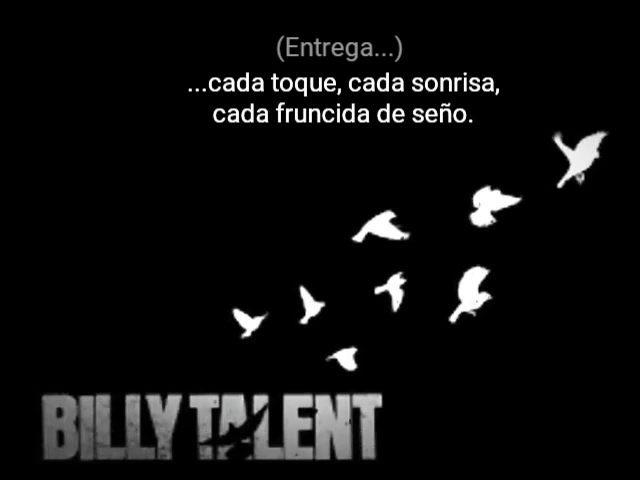 (Entrega...)
...cada toque, cada sonrisa,
cada fruncida de seño.
BILLY TALENT